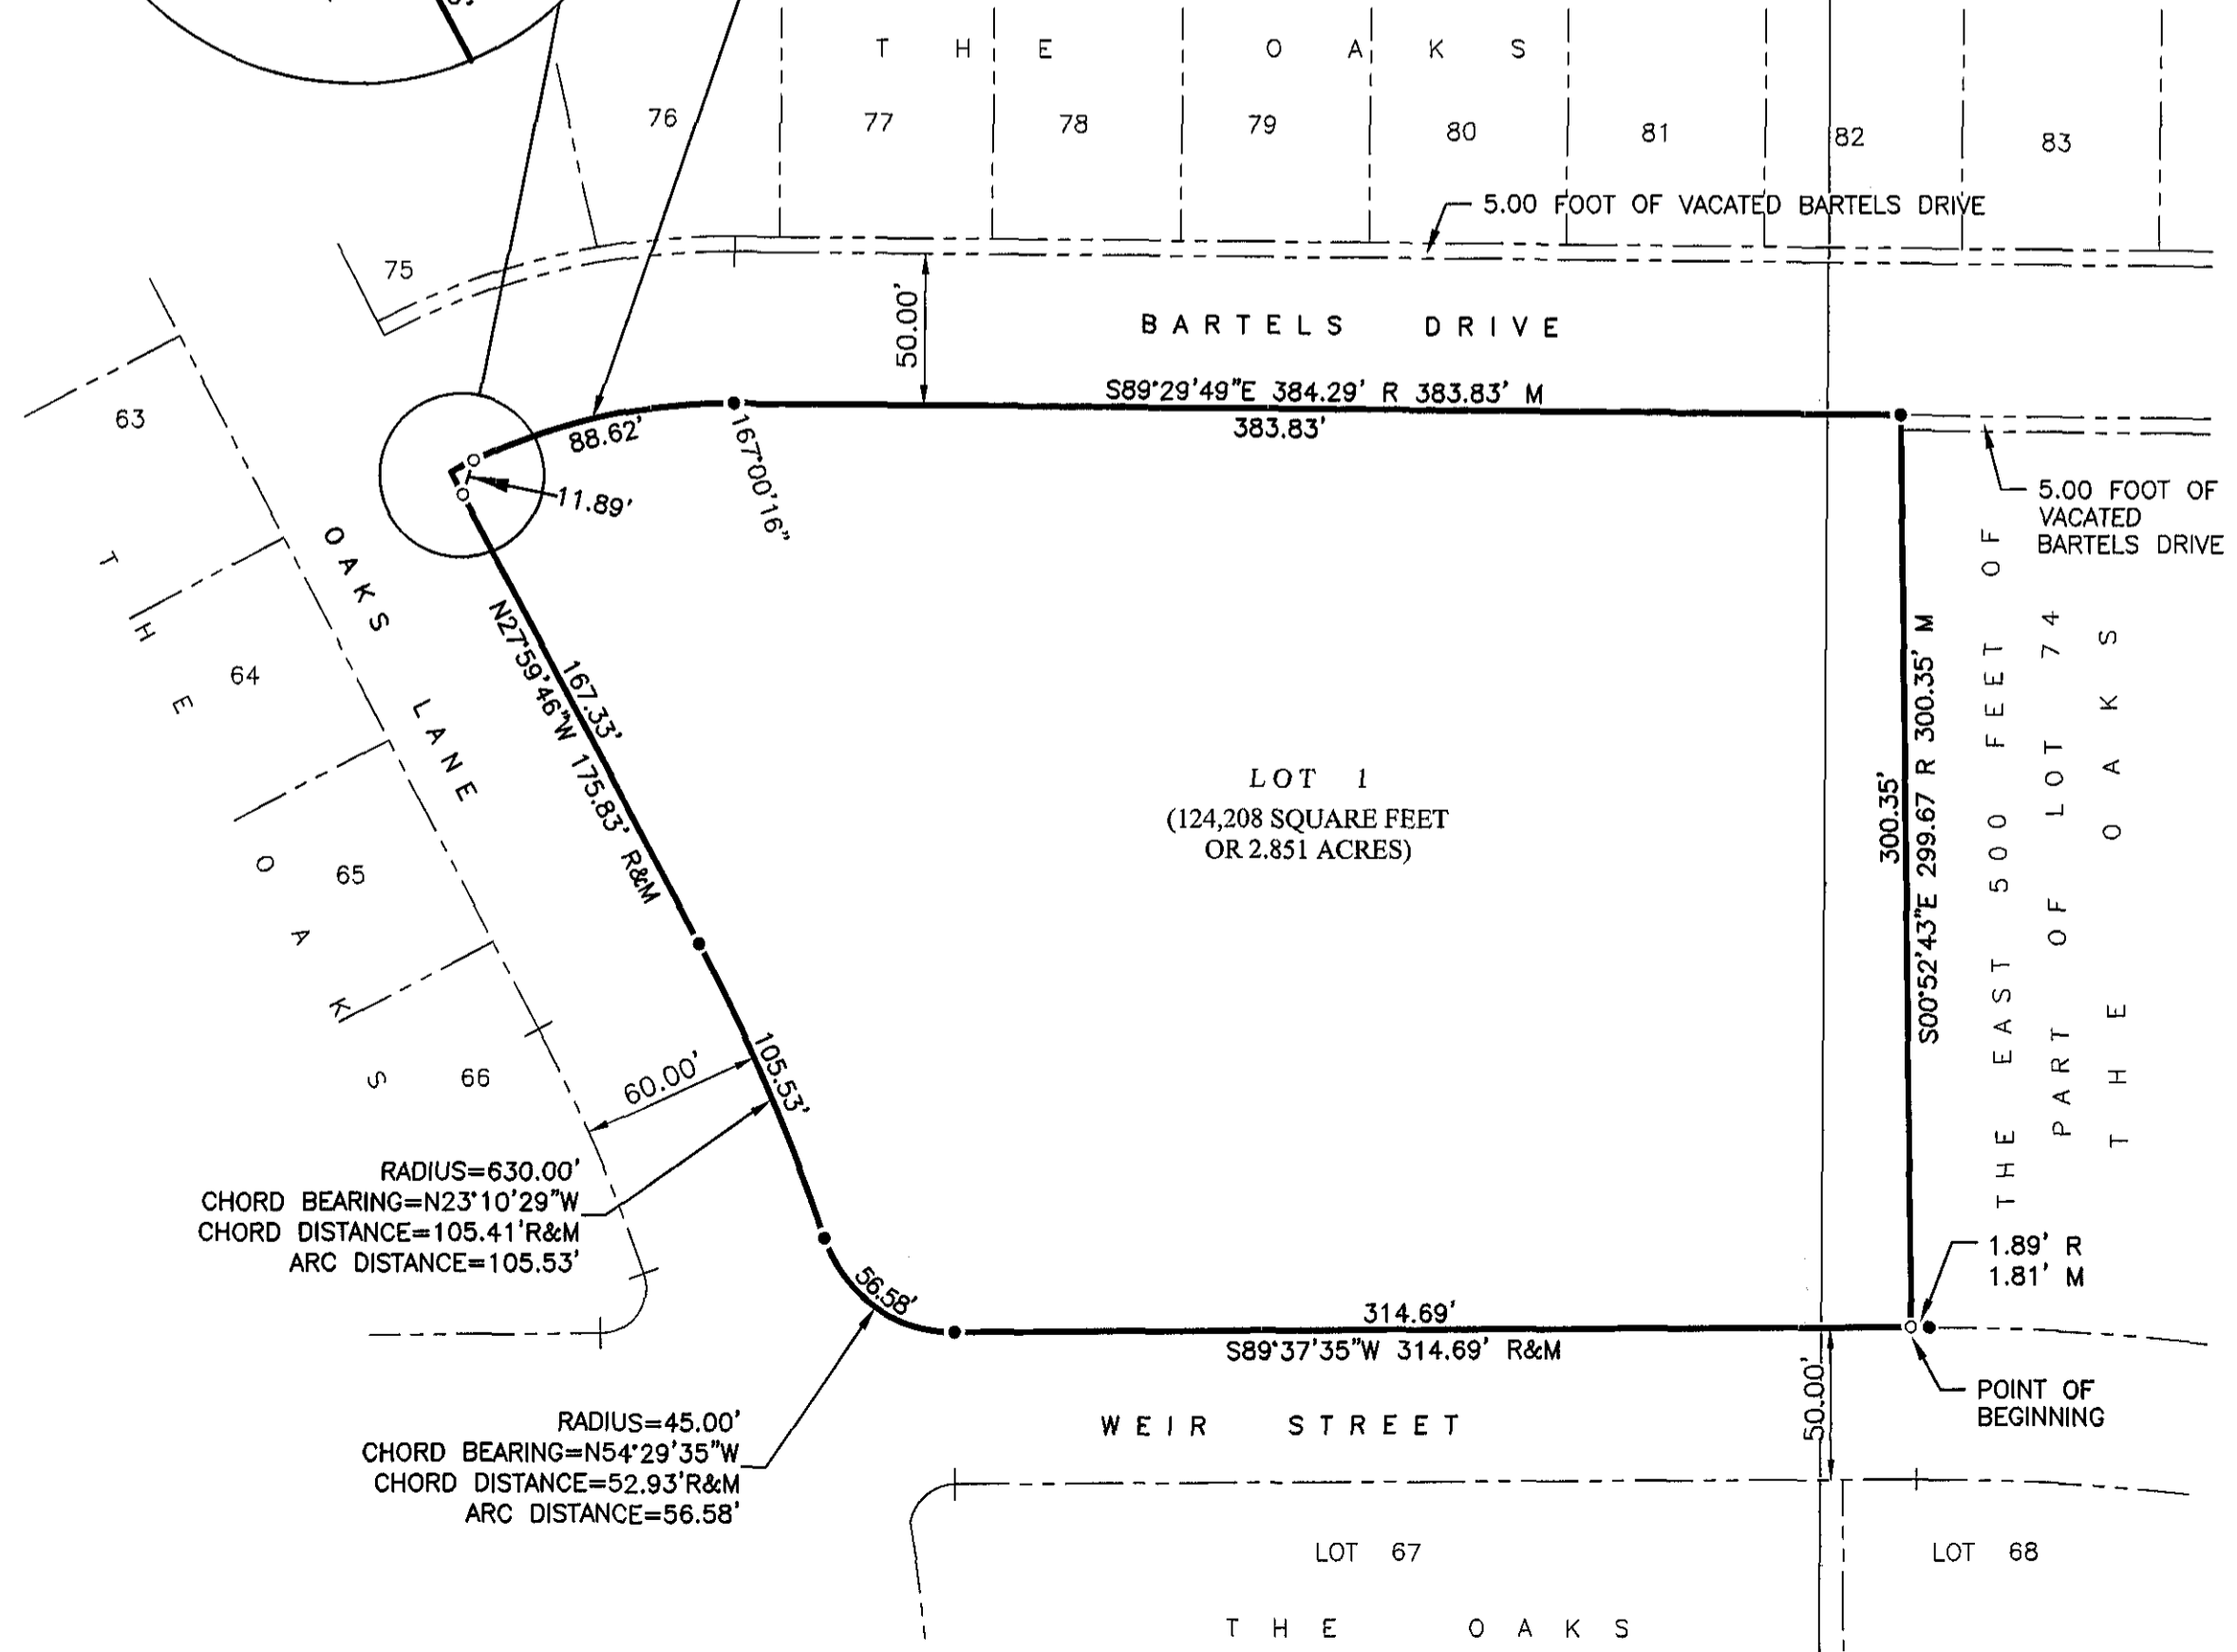 T H E O A K S
76
77
78
79
80
81
82
83
75
5.00 FOOT OF VACATED BARTELS DRIVE
50.00'
BARTELS DRIVE
S89°29'49"E 384.29' R 383.83' M
383.83'
88.62'
167°00'16"
11.89'
63
64
65
66
T H E O A K S
OAKS LANE
N27°59'46"W 175.83' R&M
167.33'
5.00 FOOT OF
VACATED
BARTELS DRIVE
LOT 1
(124,208 SQUARE FEET
OR 2.851 ACRES)
300.35'
S00°52'43"E 299.67 R 300.35' M
THE EAST 500 FEET OF
PART OF LOT 74
THE OAKS
105.53'
60.00'
RADIUS=630.00'
CHORD BEARING=N23°10'29"W
CHORD DISTANCE=105.41'R&M
ARC DISTANCE=105.53'
56.58'
314.69'
S89°37'35"W 314.69' R&M
1.89' R
1.81' M
POINT OF
BEGINNING
50.00'
WEIR STREET
RADIUS=45.00'
CHORD BEARING=N54°29'35"W
CHORD DISTANCE=52.93'R&M
ARC DISTANCE=56.58'
LOT 67
LOT 68
T H E O A K S